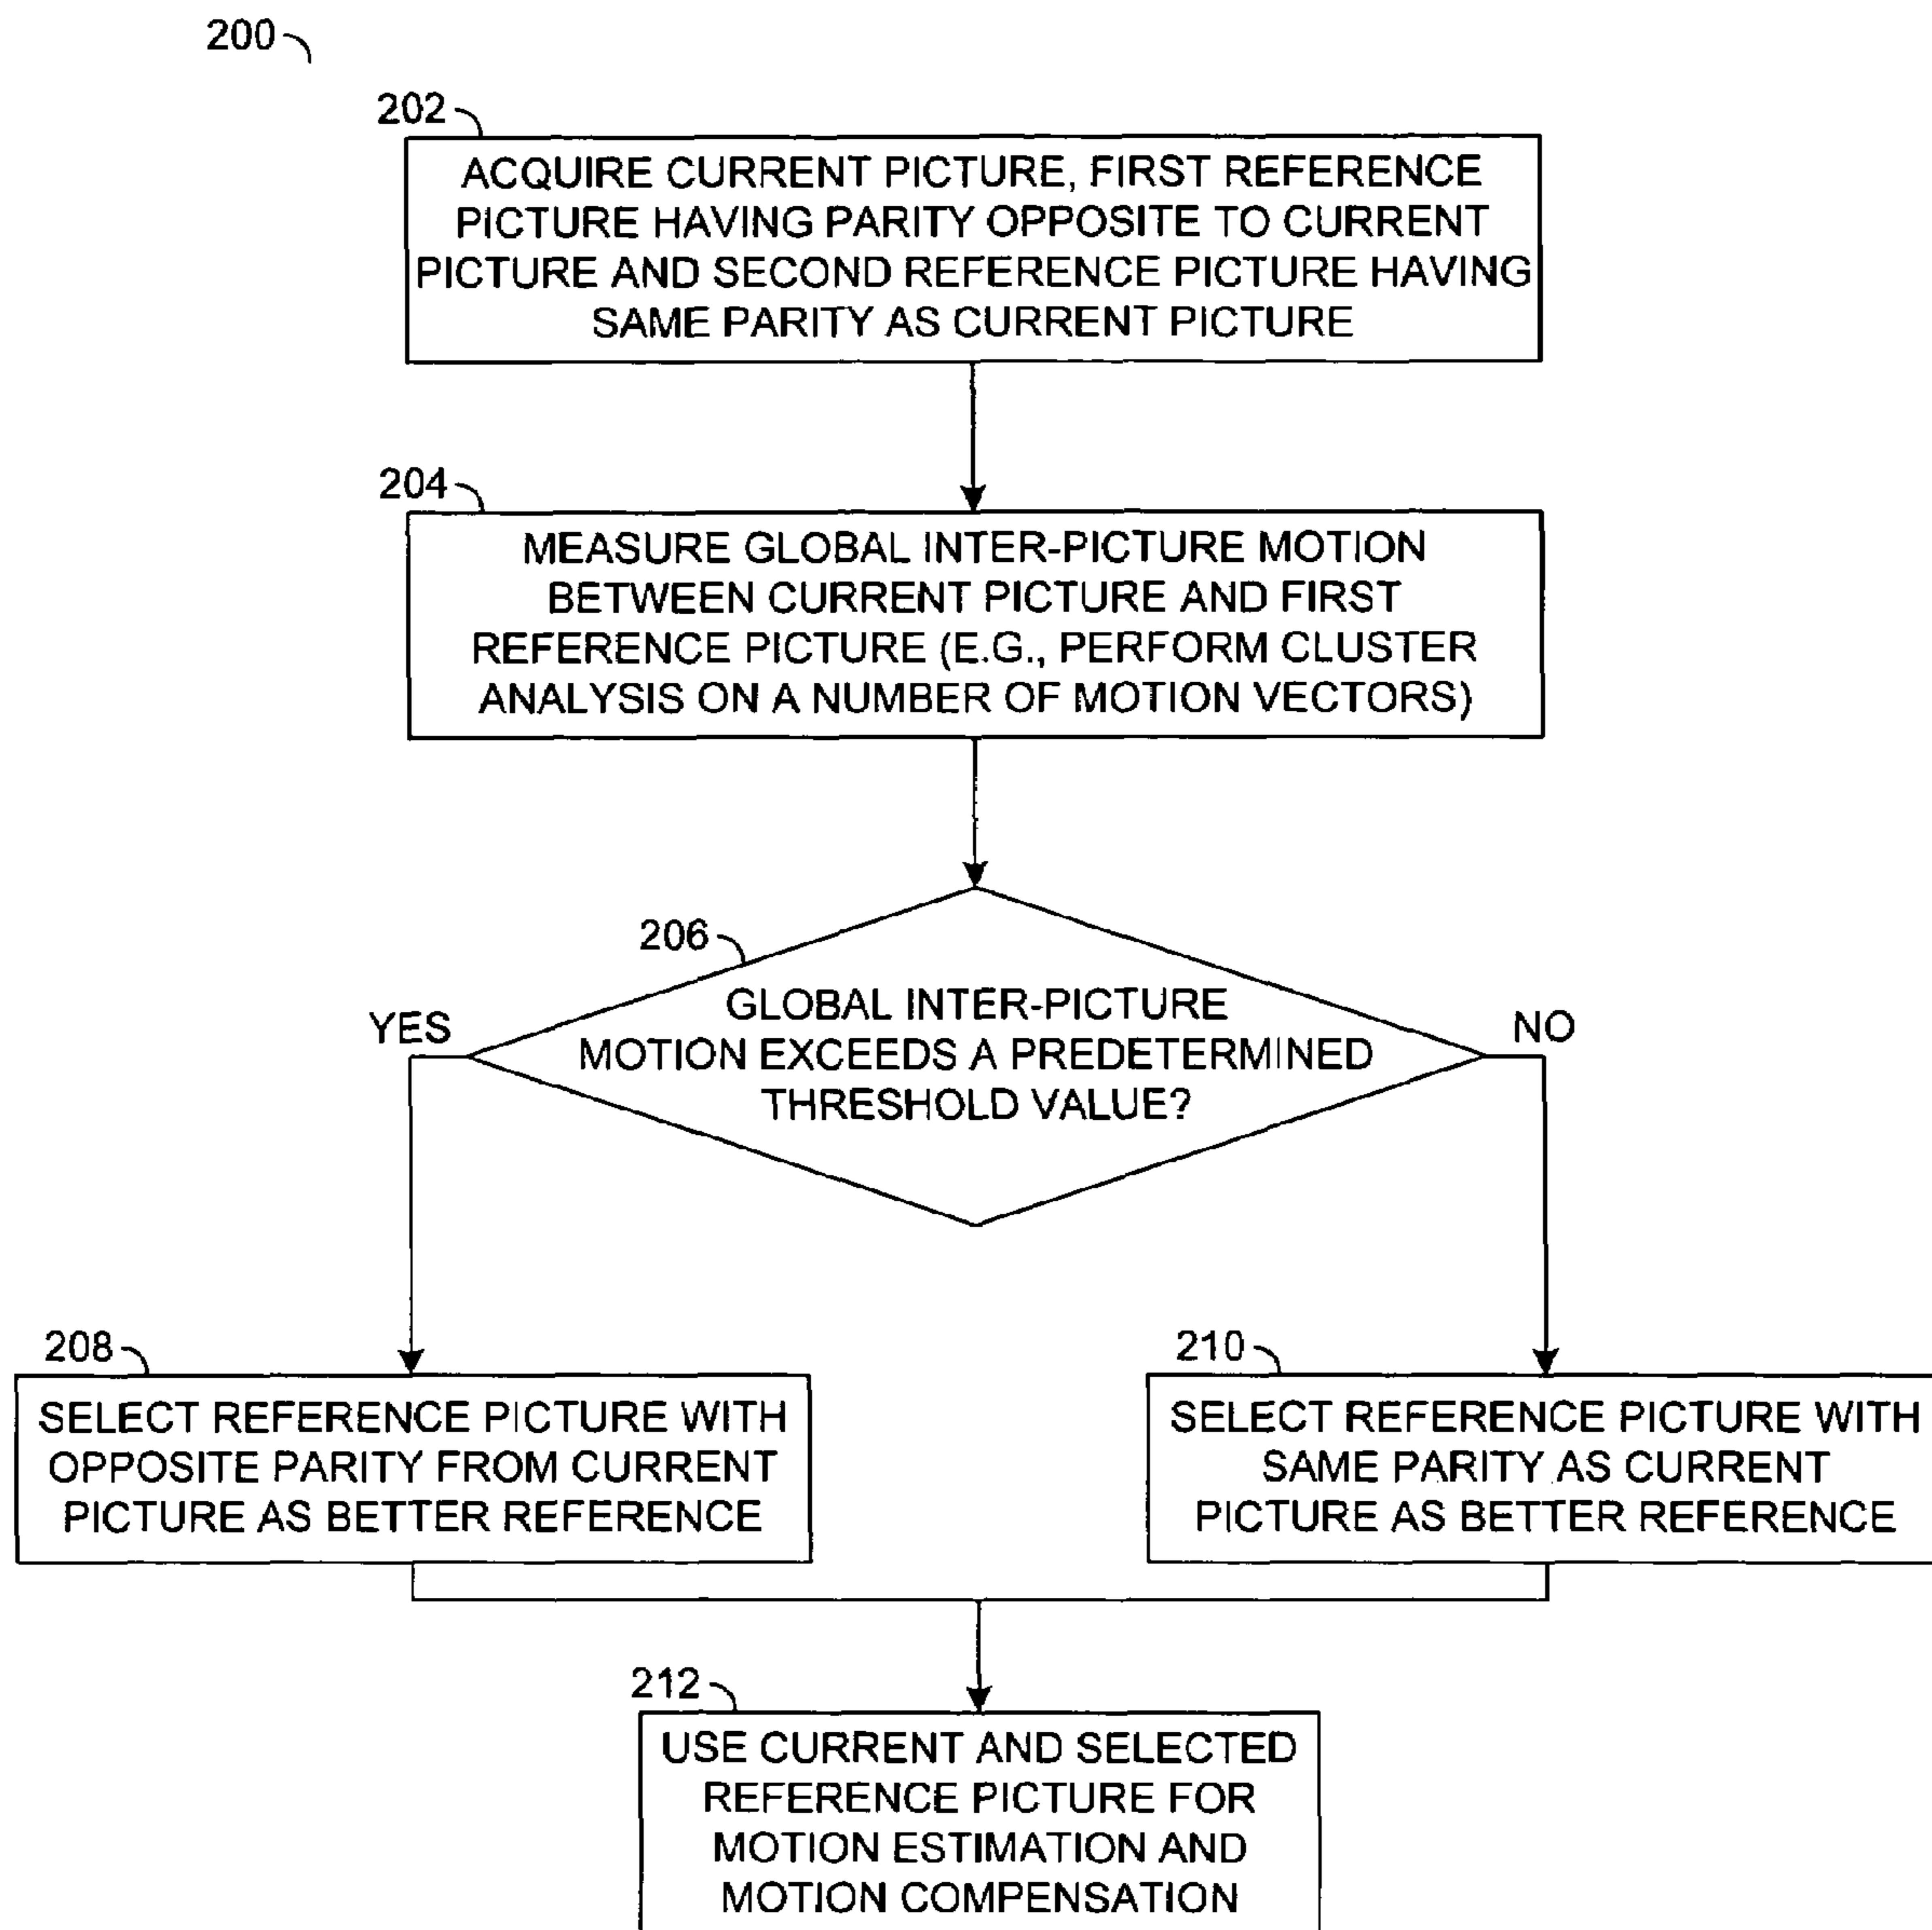 200
202
ACQUIRE CURRENT PICTURE, FIRST REFERENCE
PICTURE HAVING PARITY OPPOSITE TO CURRENT
PICTURE AND SECOND REFERENCE PICTURE HAVING
SAME PARITY AS CURRENT PICTURE
204
MEASURE GLOBAL INTER-PICTURE MOTION
BETWEEN CURRENT PICTURE AND FIRST
REFERENCE PICTURE (E.G., PERFORM CLUSTER
ANALYSIS ON A NUMBER OF MOTION VECTORS)
206
GLOBAL INTER-PICTURE
MOTION EXCEEDS A PREDETERMINED
THRESHOLD VALUE?
YES
NO
208
SELECT REFERENCE PICTURE WITH
OPPOSITE PARITY FROM CURRENT
PICTURE AS BETTER REFERENCE
210
SELECT REFERENCE PICTURE WITH
SAME PARITY AS CURRENT
PICTURE AS BETTER REFERENCE
212
USE CURRENT AND SELECTED
REFERENCE PICTURE FOR
MOTION ESTIMATION AND
MOTION COMPENSATION